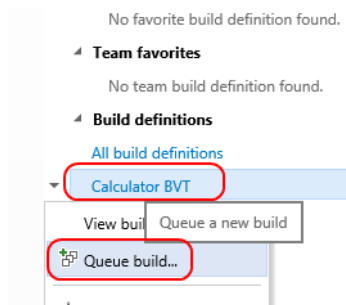 No favorite build definition found.
Team favorites
No team build definition found.
Build definitions
All build definitions
Calculator BVT
View buil
Queue a new build
Queue build...